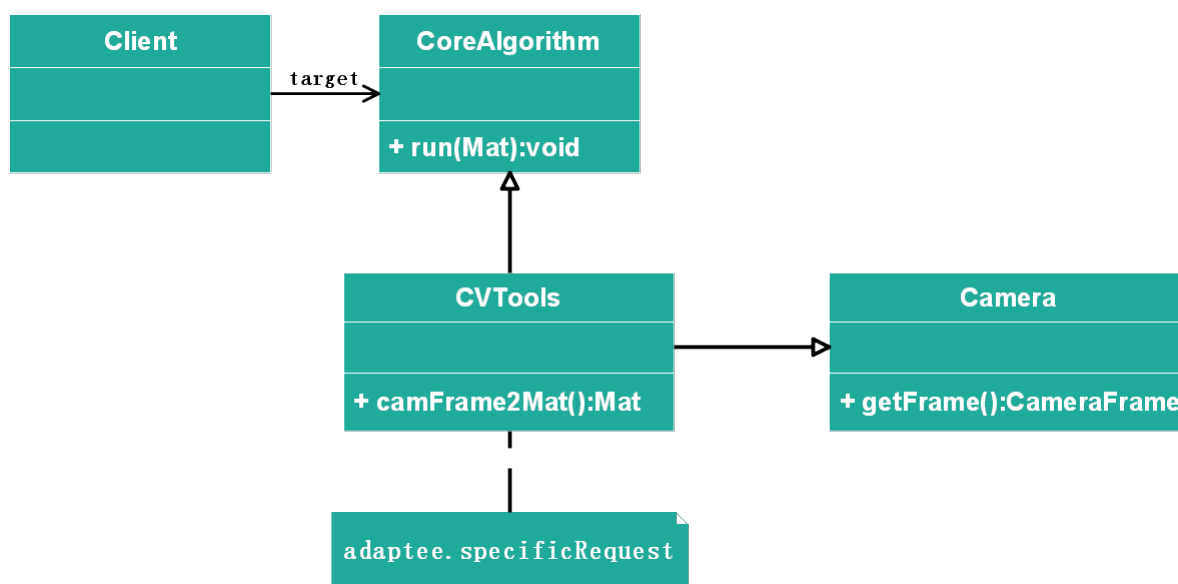 Client
CoreAlgorithm
target
+ run(Mat):void
CVTools
Camera
+ camFrame2Mat():Mat
+ getFrame():CameraFrame
adaptee.specificRequest